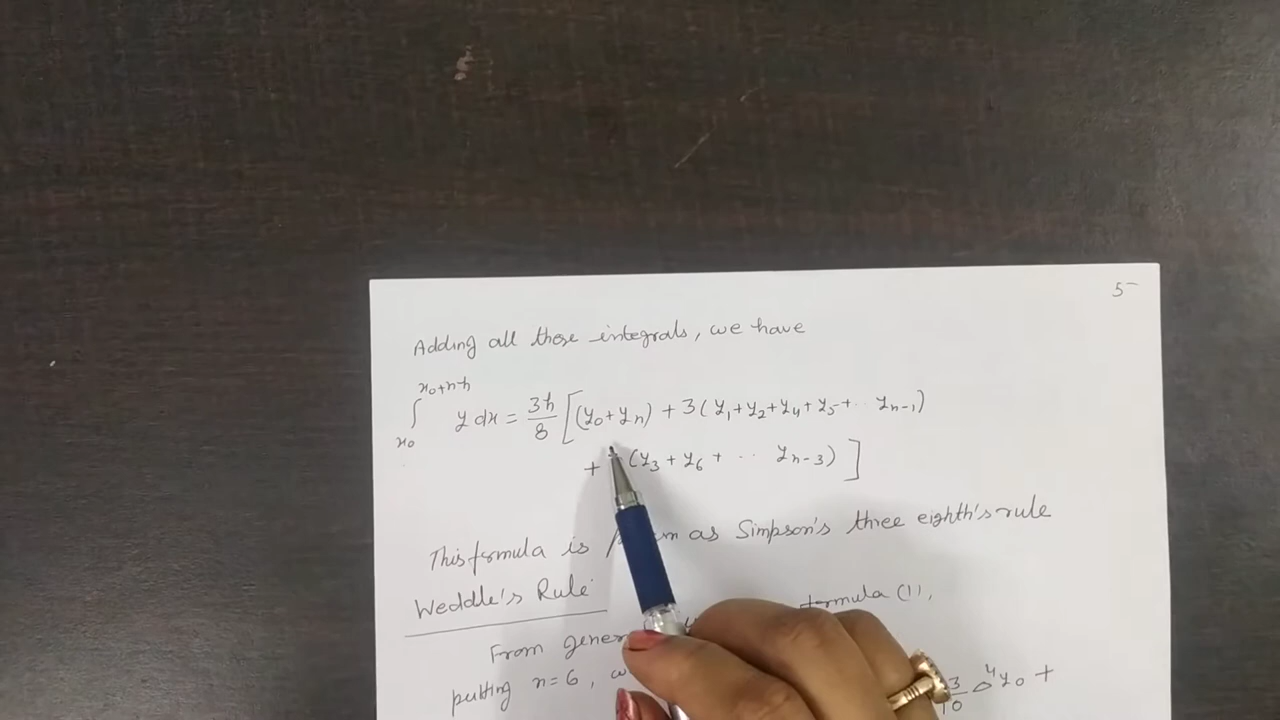 5
Adding all these integrals, we have
∫_{x₀}^{x₀+nh} y dx = 3h/8 [(y₀+yₙ) + 3(y₁+y₂+y₄+y₅+.. yₙ₋₁)
+ (y₃+y₆+ .. yₙ₋₃)]
This formula is as Simpson's three eighth's rule
Weddle's Rule
From formula (1),
putting n=6,
Δ⁴y₀ +